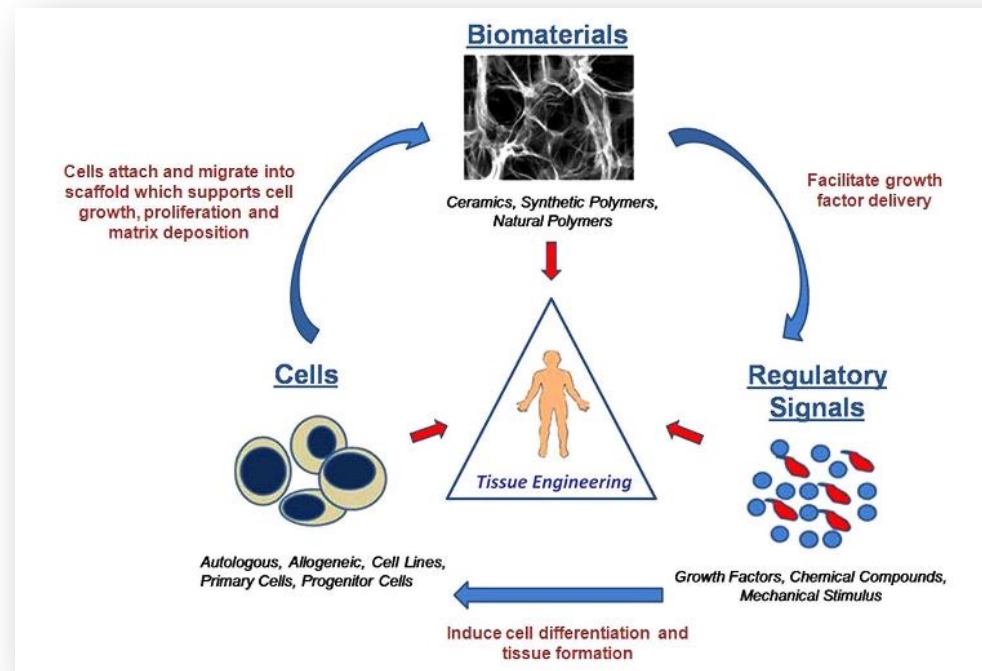 Biomaterials
Cells attach and migrate into
scaffold which supports cell
growth, proliferation and
matrix deposition
Ceramics, Synthetic Polymers,
Natural Polymers
Facilitate growth
factor delivery
Cells
Regulatory
Signals
Tissue Engineering
Autologous, Allogeneic, Cell Lines,
Primary Cells, Progenitor Cells
Growth Factors, Chemical Compounds,
Mechanical Stimulus
Induce cell differentiation and
tissue formation